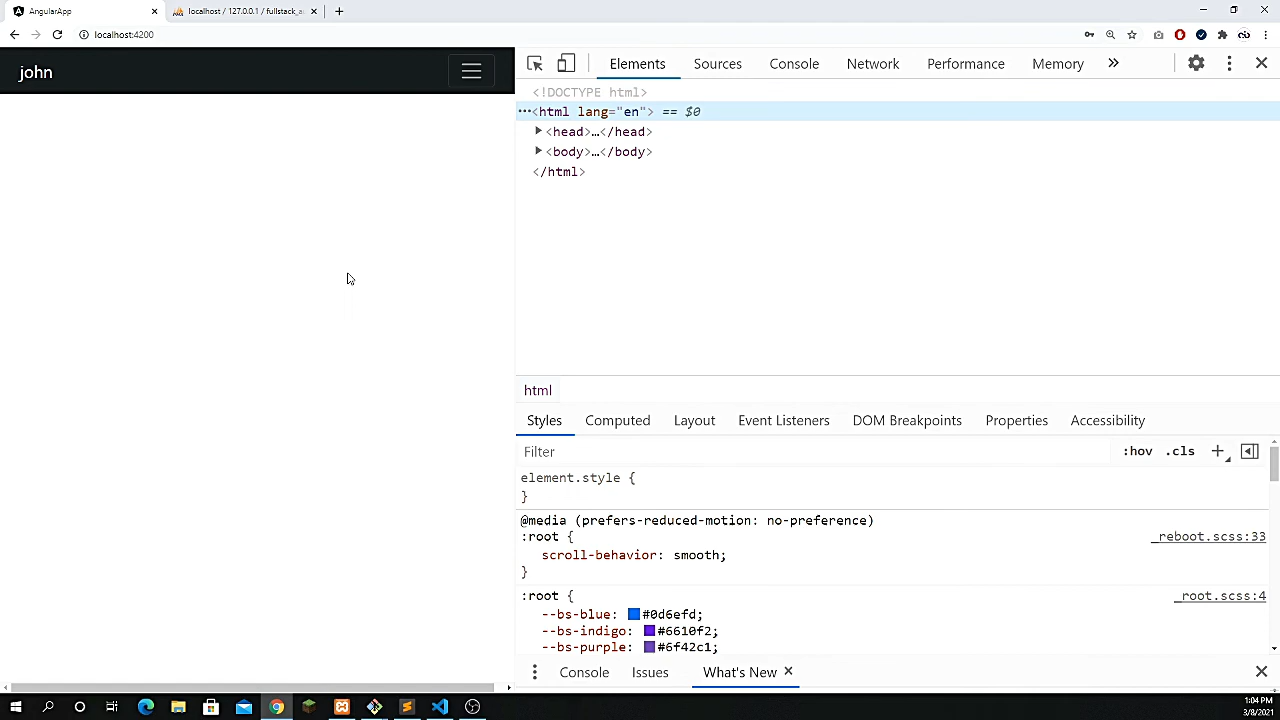 AngularApp
localhost / 127.0.0.1 / fullstack_a
localhost:4200
john
Elements
Sources
Console
Network
Performance
Memory
<!DOCTYPE html>
<html lang="en"> == $0
<head>…</head>
<body>…</body>
</html>
html
Styles
Computed
Layout
Event Listeners
DOM Breakpoints
Properties
Accessibility
Filter
:hov .cls
element.style {
}
@media (prefers-reduced-motion: no-preference)
:root {
_reboot.scss:33
scroll-behavior: smooth;
}
:root {
_root.scss:4
--bs-blue: #0d6efd;
--bs-indigo: #6610f2;
--bs-purple: #6f42c1;
Console
Issues
What's New
1:04 PM
3/8/2021